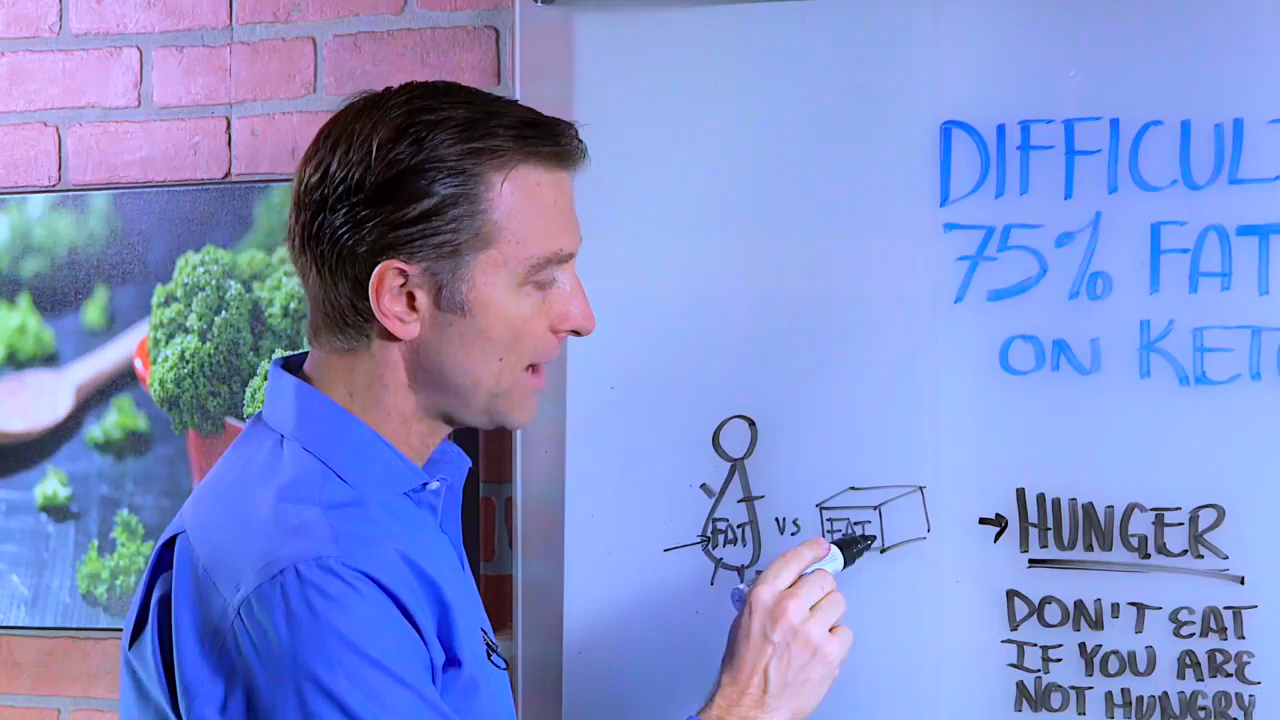 DIFFICUL
75% FAT
ON KET
FAT VS FAT
→ HUNGER
DON'T EAT
IF YOU ARE
NOT HUNGRY